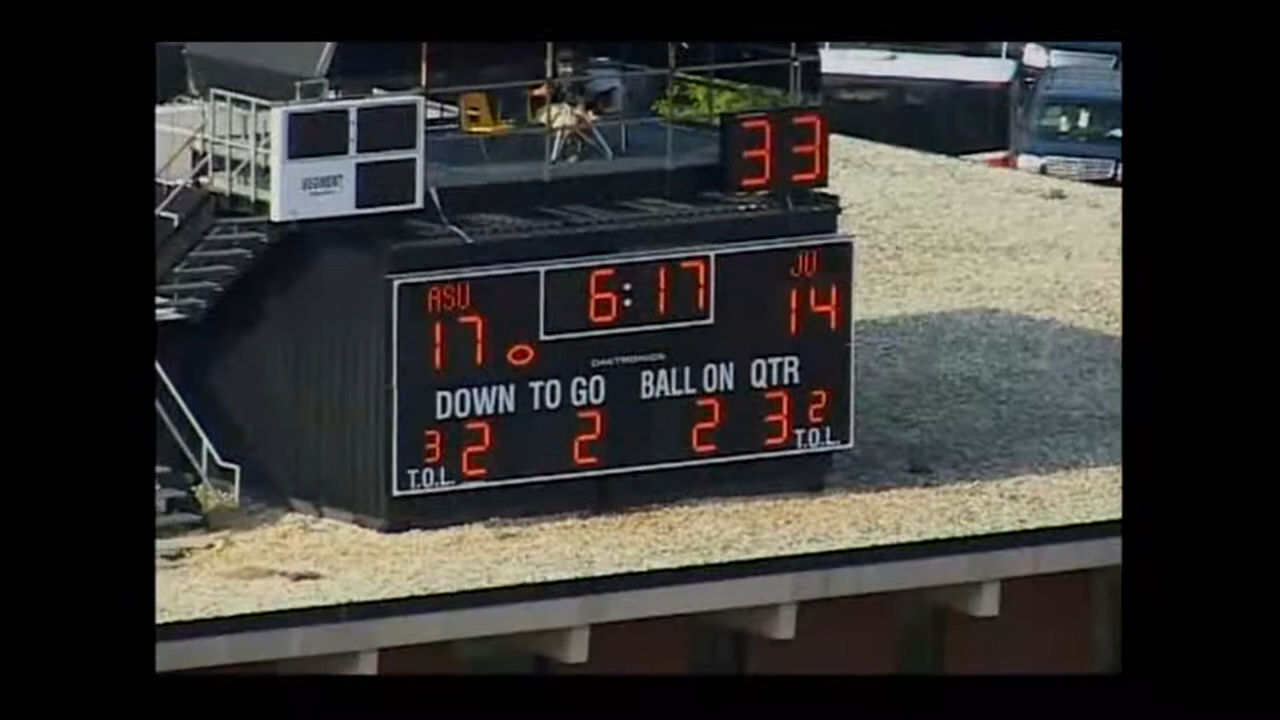 33
6:17
ASU
JU
17
14
DAKTRONICS
DOWN TO GO BALL ON QTR
3 2 2 2 3 2
T.O.L. T.O.L.